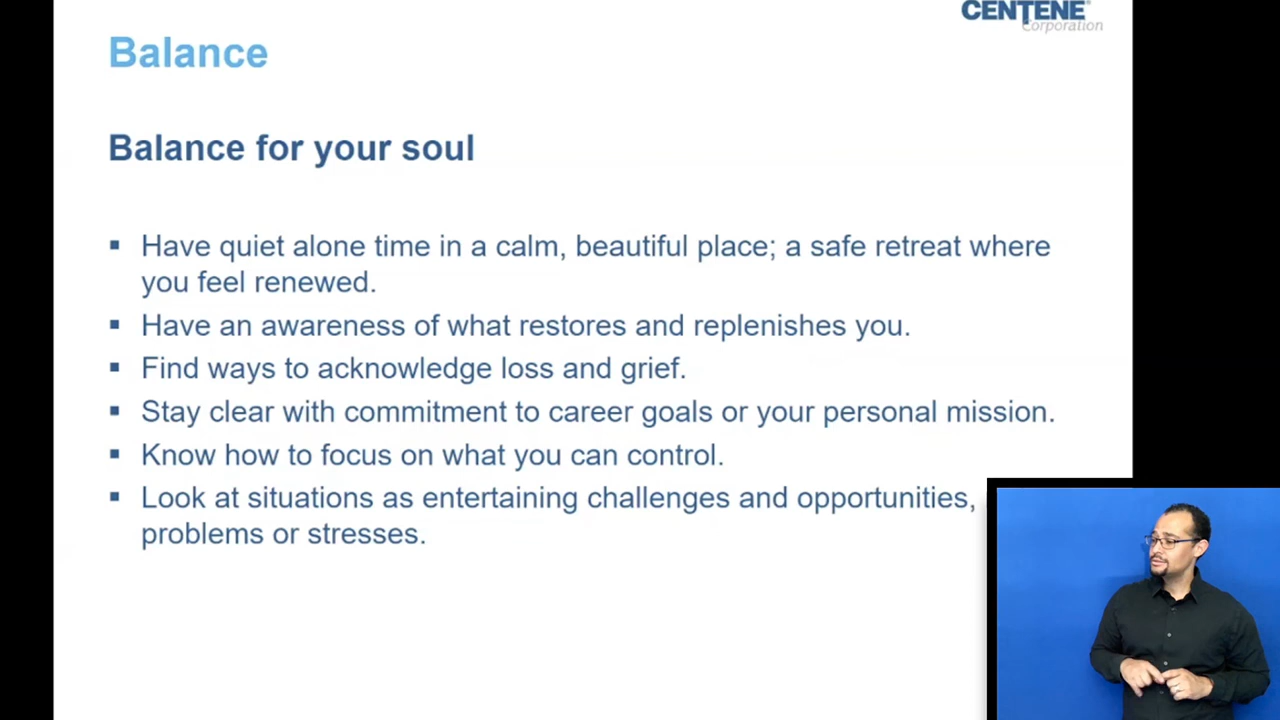 CENTENE
Corporation
Balance
Balance for your soul
▪ Have quiet alone time in a calm, beautiful place; a safe retreat where
you feel renewed.
▪ Have an awareness of what restores and replenishes you.
▪ Find ways to acknowledge loss and grief.
▪ Stay clear with commitment to career goals or your personal mission.
▪ Know how to focus on what you can control.
▪ Look at situations as entertaining challenges and opportunities,
problems or stresses.